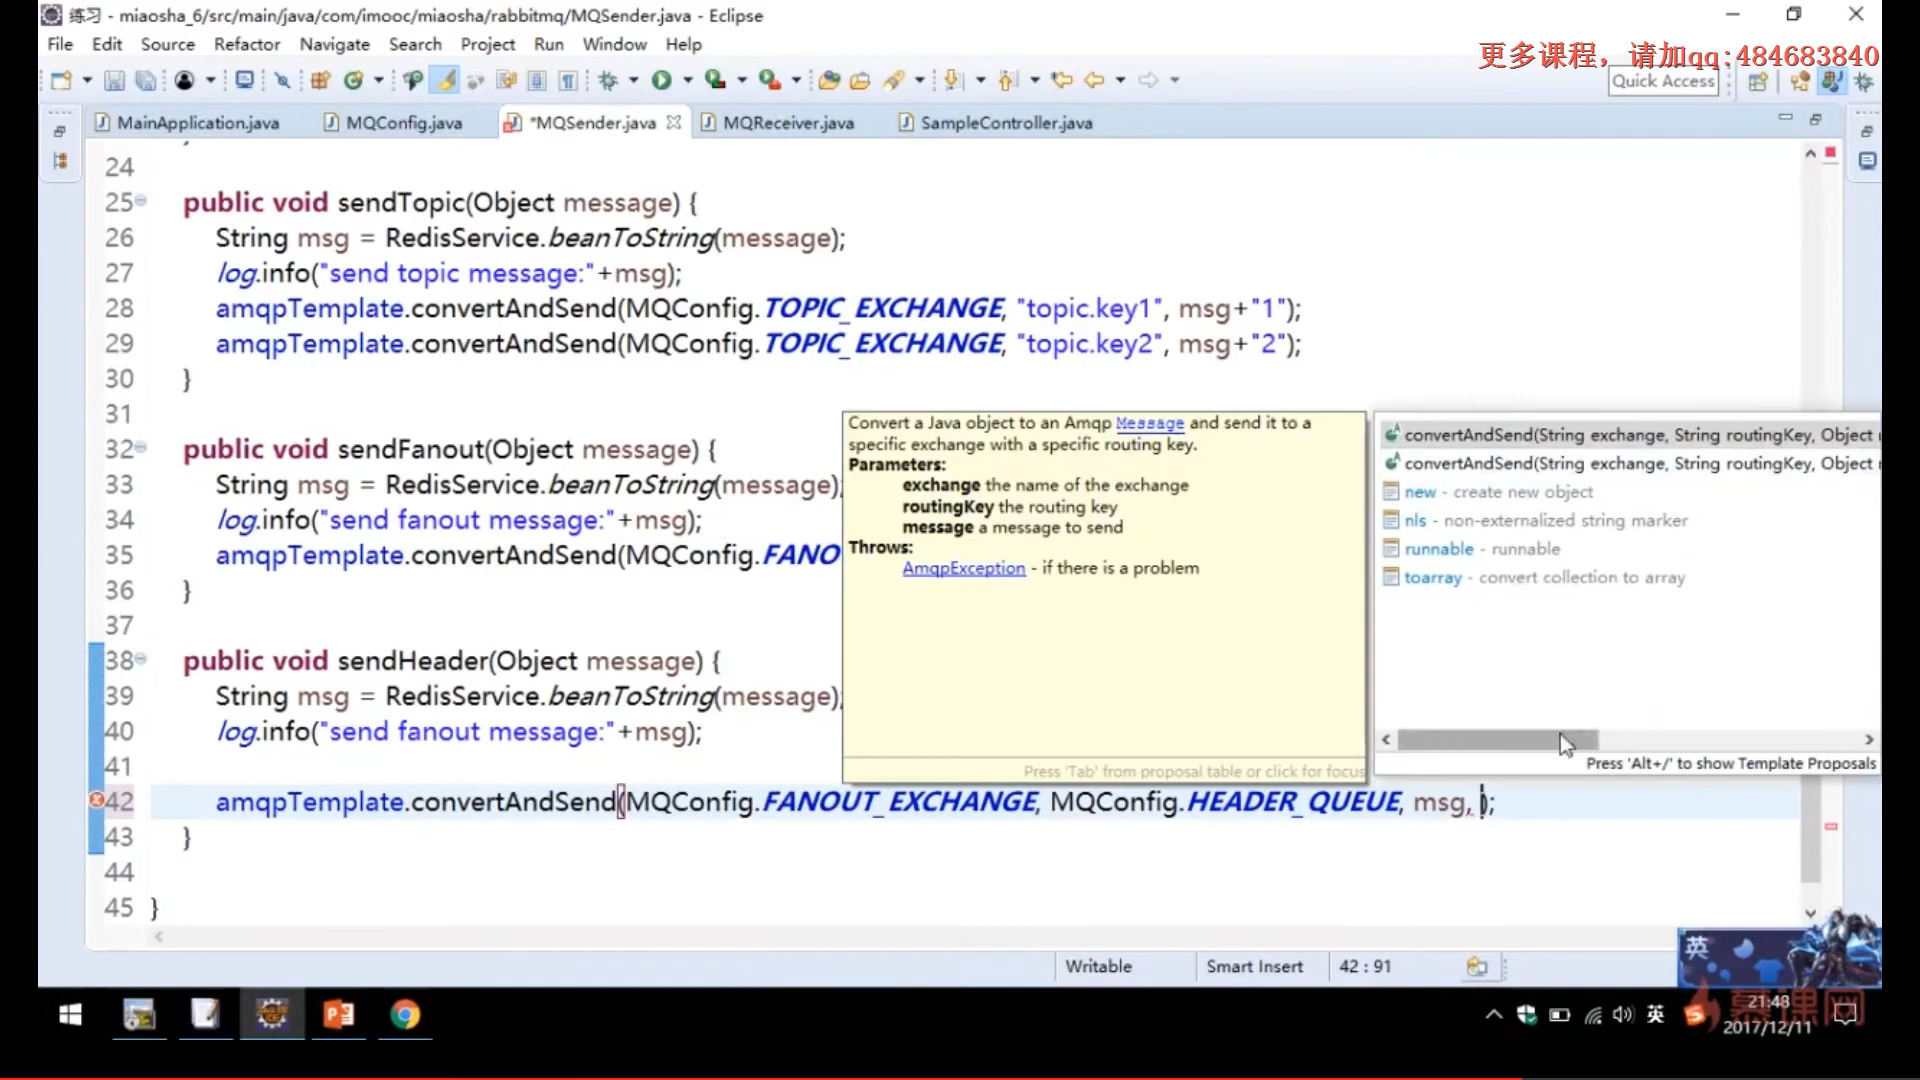 练习 - miaosha_6/src/main/java/com/imooc/miaosha/rabbitmq/MQSender.java - Eclipse
File Edit Source Refactor Navigate Search Project Run Window Help
更多课程，请加qq:484683840
Quick Access
MainApplication.java MQConfig.java *MQSender.java MQReceiver.java SampleController.java
24
25 public void sendTopic(Object message) {
26 String msg = RedisService.beanToString(message);
27 log.info("send topic message:"+msg);
28 amqpTemplate.convertAndSend(MQConfig.TOPIC_EXCHANGE, "topic.key1", msg+"1");
29 amqpTemplate.convertAndSend(MQConfig.TOPIC_EXCHANGE, "topic.key2", msg+"2");
30 }
31
32 public void sendFanout(Object message) {
33 String msg = RedisService.beanToString(message)
34 log.info("send fanout message:"+msg);
35 amqpTemplate.convertAndSend(MQConfig.FANO
36 }
37
38 public void sendHeader(Object message) {
39 String msg = RedisService.beanToString(message)
40 log.info("send fanout message:"+msg);
41
42 amqpTemplate.convertAndSend(MQConfig.FANOUT_EXCHANGE, MQConfig.HEADER_QUEUE, msg, );
43 }
44
45 }
Convert a Java object to an Amqp Message and send it to a
specific exchange with a specific routing key.
Parameters:
exchange the name of the exchange
routingKey the routing key
message a message to send
Throws:
AmqpException - if there is a problem
Press 'Tab' from proposal table or click for focus
convertAndSend(String exchange, String routingKey, Object
convertAndSend(String exchange, String routingKey, Object
new - create new object
nls - non-externalized string marker
runnable - runnable
toarray - convert collection to array
Press 'Alt+/' to show Template Proposals
Writable Smart Insert 42 : 91
英
英
慕课网
21:48
2017/12/11